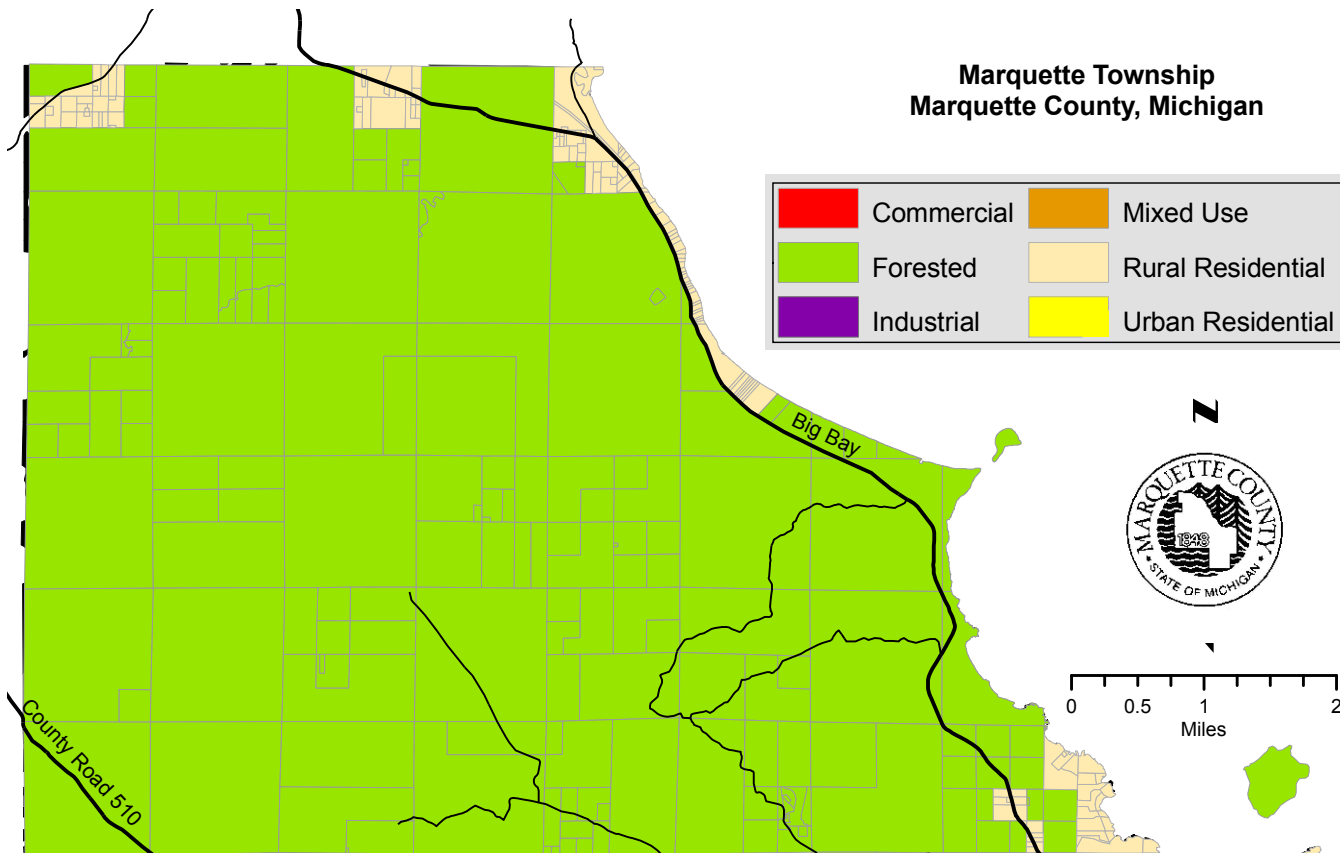 Marquette Township
Marquette County, Michigan
Commercial
Mixed Use
Forested
Rural Residential
Industrial
Urban Residential
Big Bay
N
MARQUETTE COUNTY
1848
• STATE OF MICHIGAN •
0 0.5 1 2
Miles
County Road 510